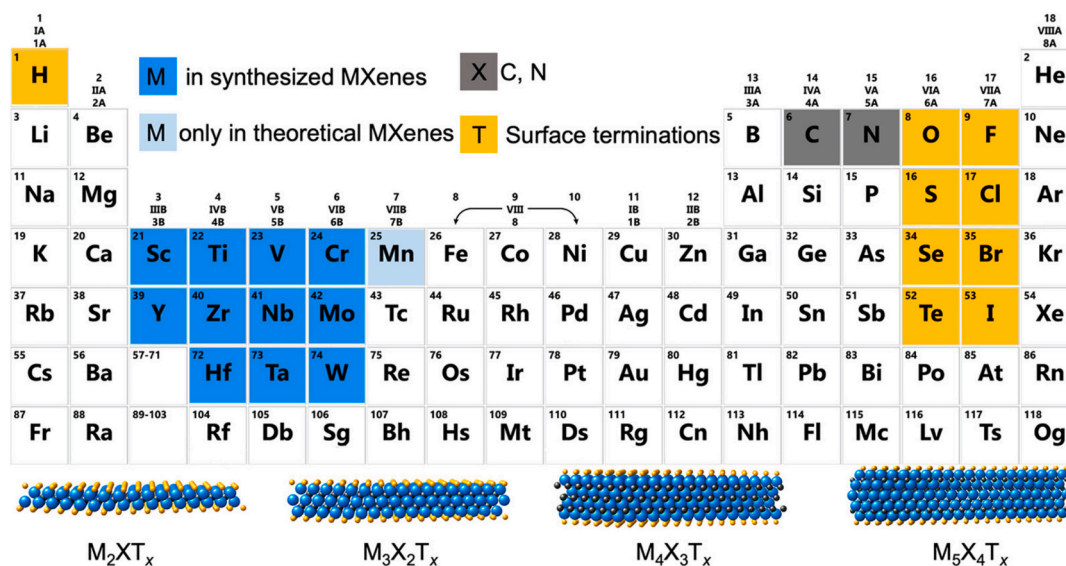 1
IA
1A
18
VIIIA
8A
1
H
M in synthesized MXenes
X C, N
2
He
2
IIA
2A
13
IIIA
3A
14
IVA
4A
15
VA
5A
16
VIA
6A
17
VIIA
7A
3
Li
4
Be
M only in theoretical MXenes
T Surface terminations
5
B
6
C
7
N
8
O
9
F
10
Ne
11
Na
12
Mg
3
IIIB
3B
4
IVB
4B
5
VB
5B
6
VIB
6B
7
VIIB
7B
8
9
VIII
8
10
11
IB
1B
12
IIB
2B
13
Al
14
Si
15
P
16
S
17
Cl
18
Ar
19
K
20
Ca
21
Sc
22
Ti
23
V
24
Cr
25
Mn
26
Fe
27
Co
28
Ni
29
Cu
30
Zn
31
Ga
32
Ge
33
As
34
Se
35
Br
36
Kr
37
Rb
38
Sr
39
Y
40
Zr
41
Nb
42
Mo
43
Tc
44
Ru
45
Rh
46
Pd
47
Ag
48
Cd
49
In
50
Sn
51
Sb
52
Te
53
I
54
Xe
55
Cs
56
Ba
57-71
72
Hf
73
Ta
74
W
75
Re
76
Os
77
Ir
78
Pt
79
Au
80
Hg
81
Tl
82
Pb
83
Bi
84
Po
85
At
86
Rn
87
Fr
88
Ra
89-103
104
Rf
105
Db
106
Sg
107
Bh
108
Hs
109
Mt
110
Ds
111
Rg
112
Cn
113
Nh
114
Fl
115
Mc
116
Lv
117
Ts
118
Og
M₂XTₓ
M₃X₂Tₓ
M₄X₃Tₓ
M₅X₄Tₓ